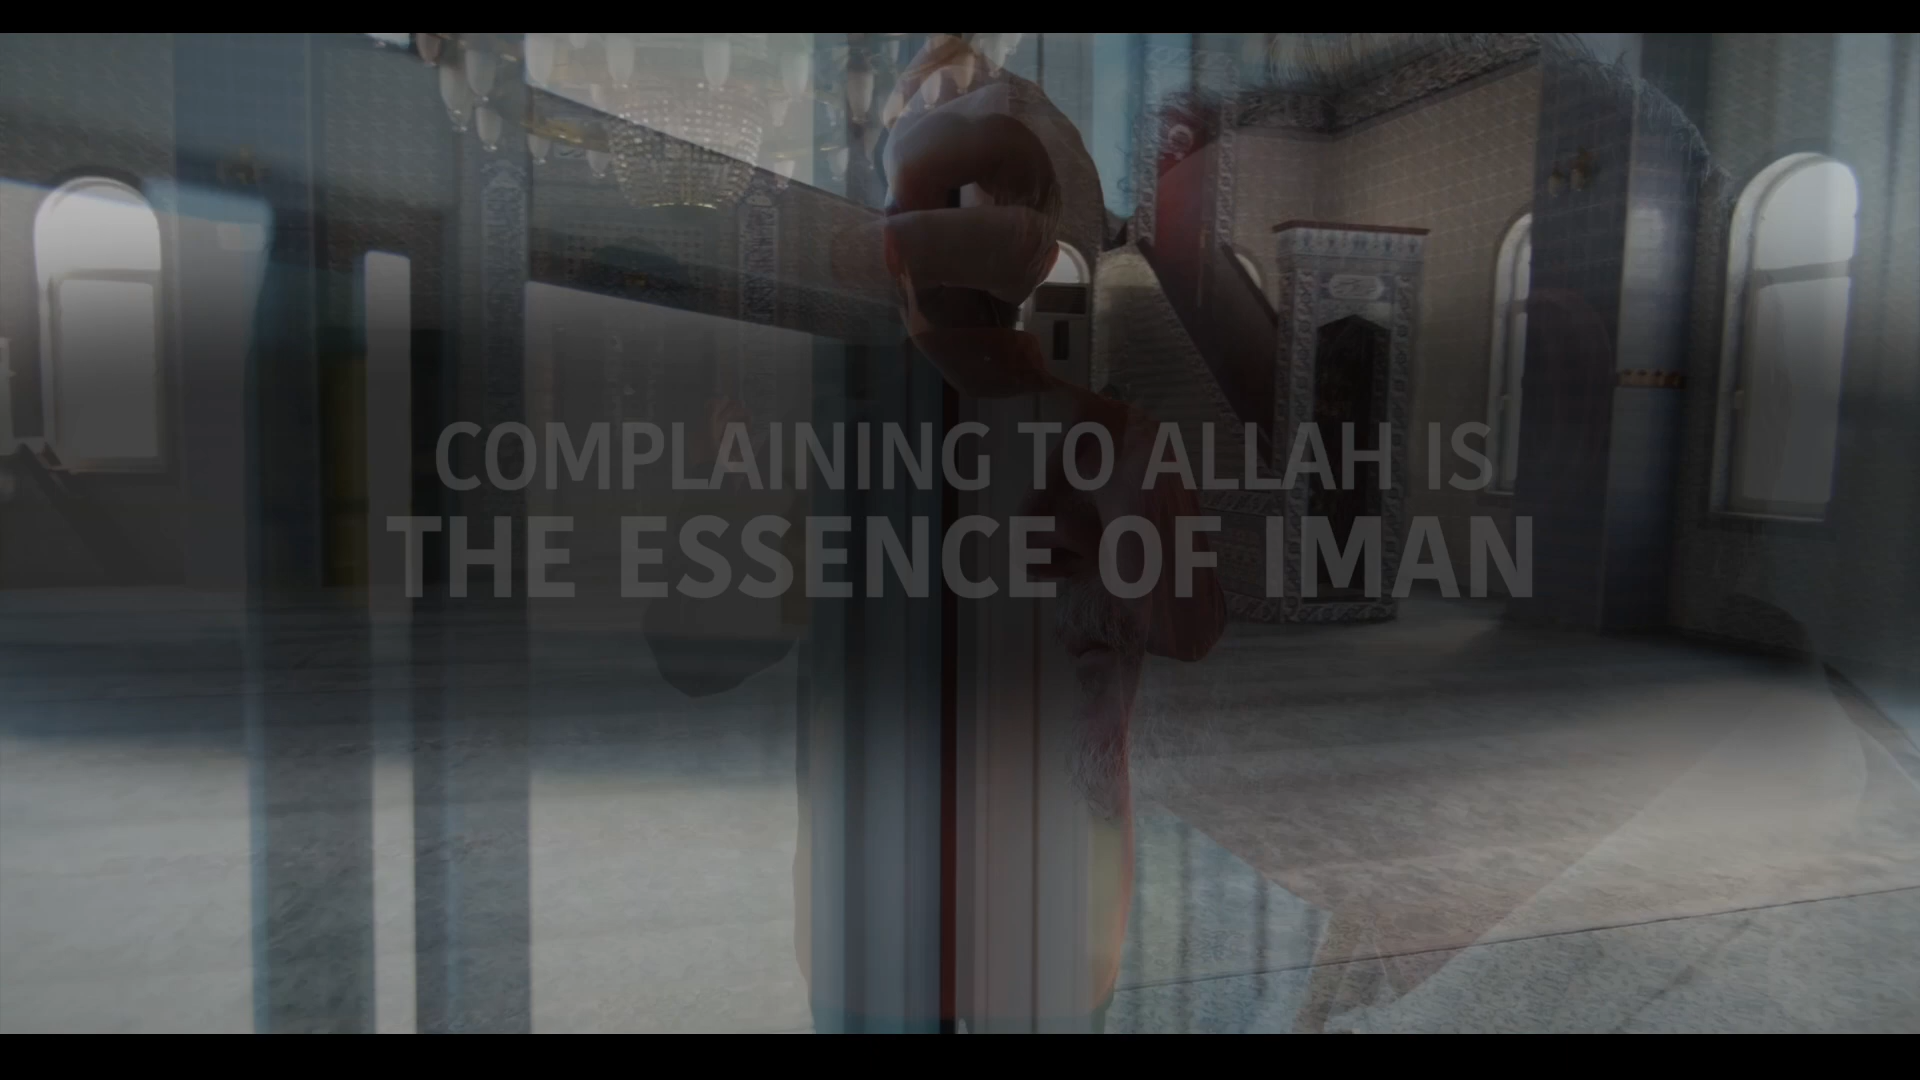 COMPLAINING TO ALLAH IS
THE ESSENCE OF IMAN